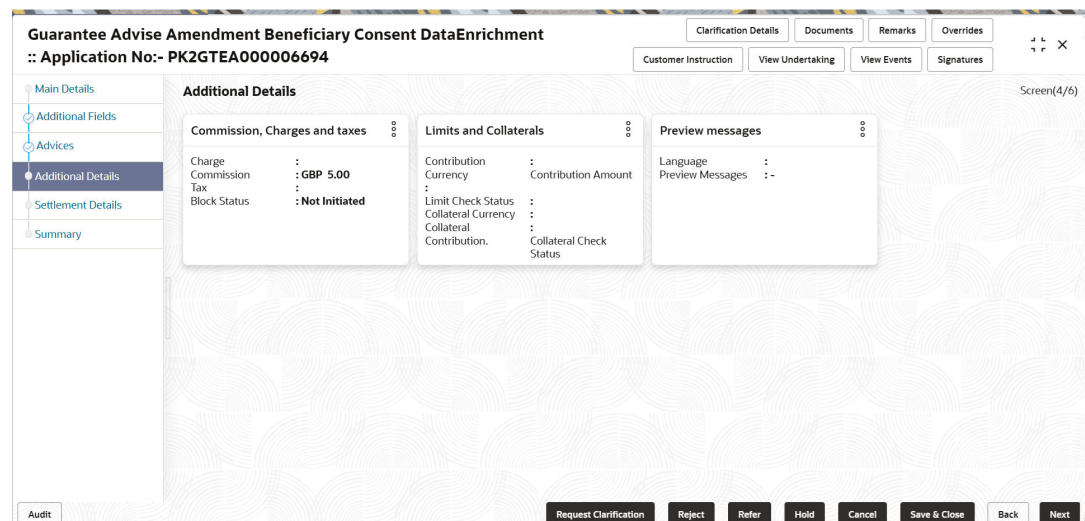 Guarantee Advise Amendment Beneficiary Consent DataEnrichment
:: Application No:- PK2GTEA000006694
Clarification Details
Documents
Remarks
Overrides
Customer Instruction
View Undertaking
View Events
Signatures
Main Details
Additional Fields
Advices
Additional Details
Settlement Details
Summary
Additional Details
Screen(4/6)
Commission, Charges and taxes
Charge :
Commission : GBP 5.00
Tax :
Block Status : Not Initiated
Limits and Collaterals
Contribution :
Currency Contribution Amount
:
Limit Check Status :
Collateral Currency :
Collateral :
Contribution. Collateral Check
Status
Preview messages
Language :
Preview Messages : -
Audit
Request Clarification
Reject
Refer
Hold
Cancel
Save & Close
Back
Next